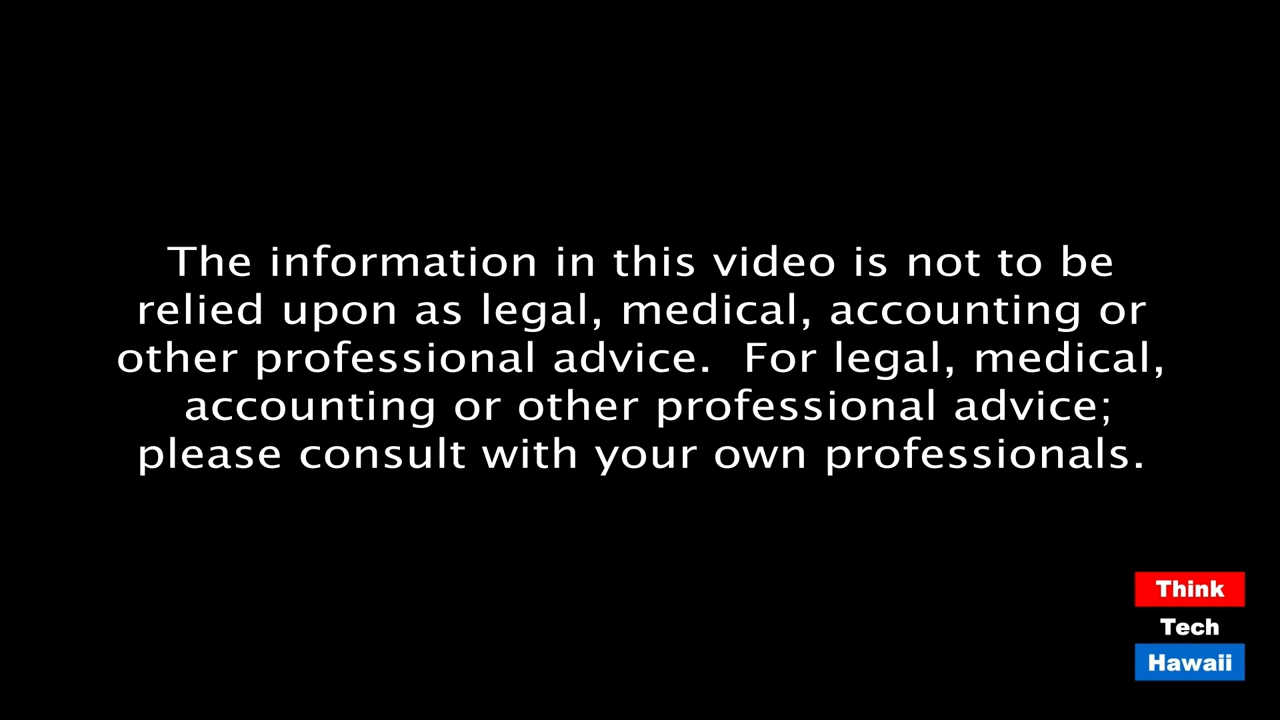 The information in this video is not to be
relied upon as legal, medical, accounting or
other professional advice.  For legal, medical,
accounting or other professional advice;
please consult with your own professionals.
Think
Tech
Hawaii